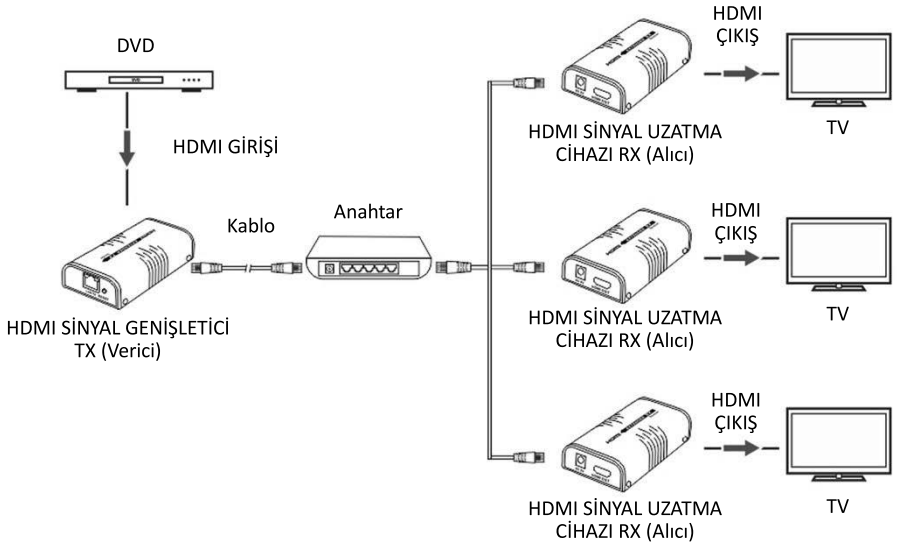 DVD
HDMI GİRİŞİ
HDMI SİNYAL GENİŞLETİCİ
TX (Verici)
Kablo
Anahtar
HDMI SİNYAL UZATMA
CİHAZI RX (Alıcı)
HDMI
ÇIKIŞ
TV
HDMI SİNYAL UZATMA
CİHAZI RX (Alıcı)
HDMI
ÇIKIŞ
TV
HDMI SİNYAL UZATMA
CİHAZI RX (Alıcı)
HDMI
ÇIKIŞ
TV